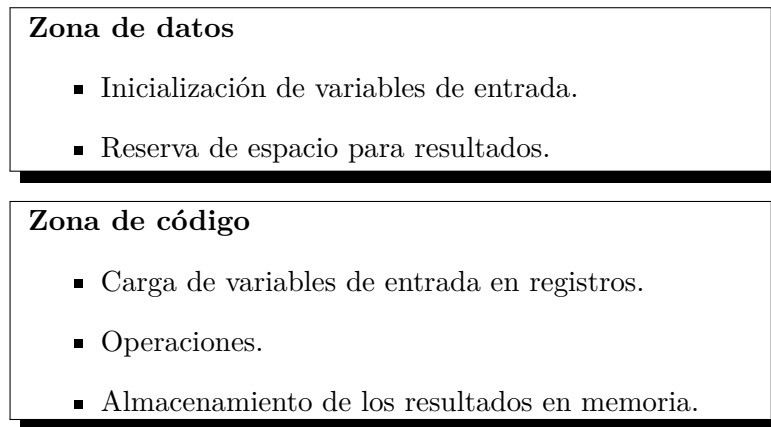 Zona de datos
▪ Inicialización de variables de entrada.
▪ Reserva de espacio para resultados.
Zona de código
▪ Carga de variables de entrada en registros.
▪ Operaciones.
▪ Almacenamiento de los resultados en memoria.